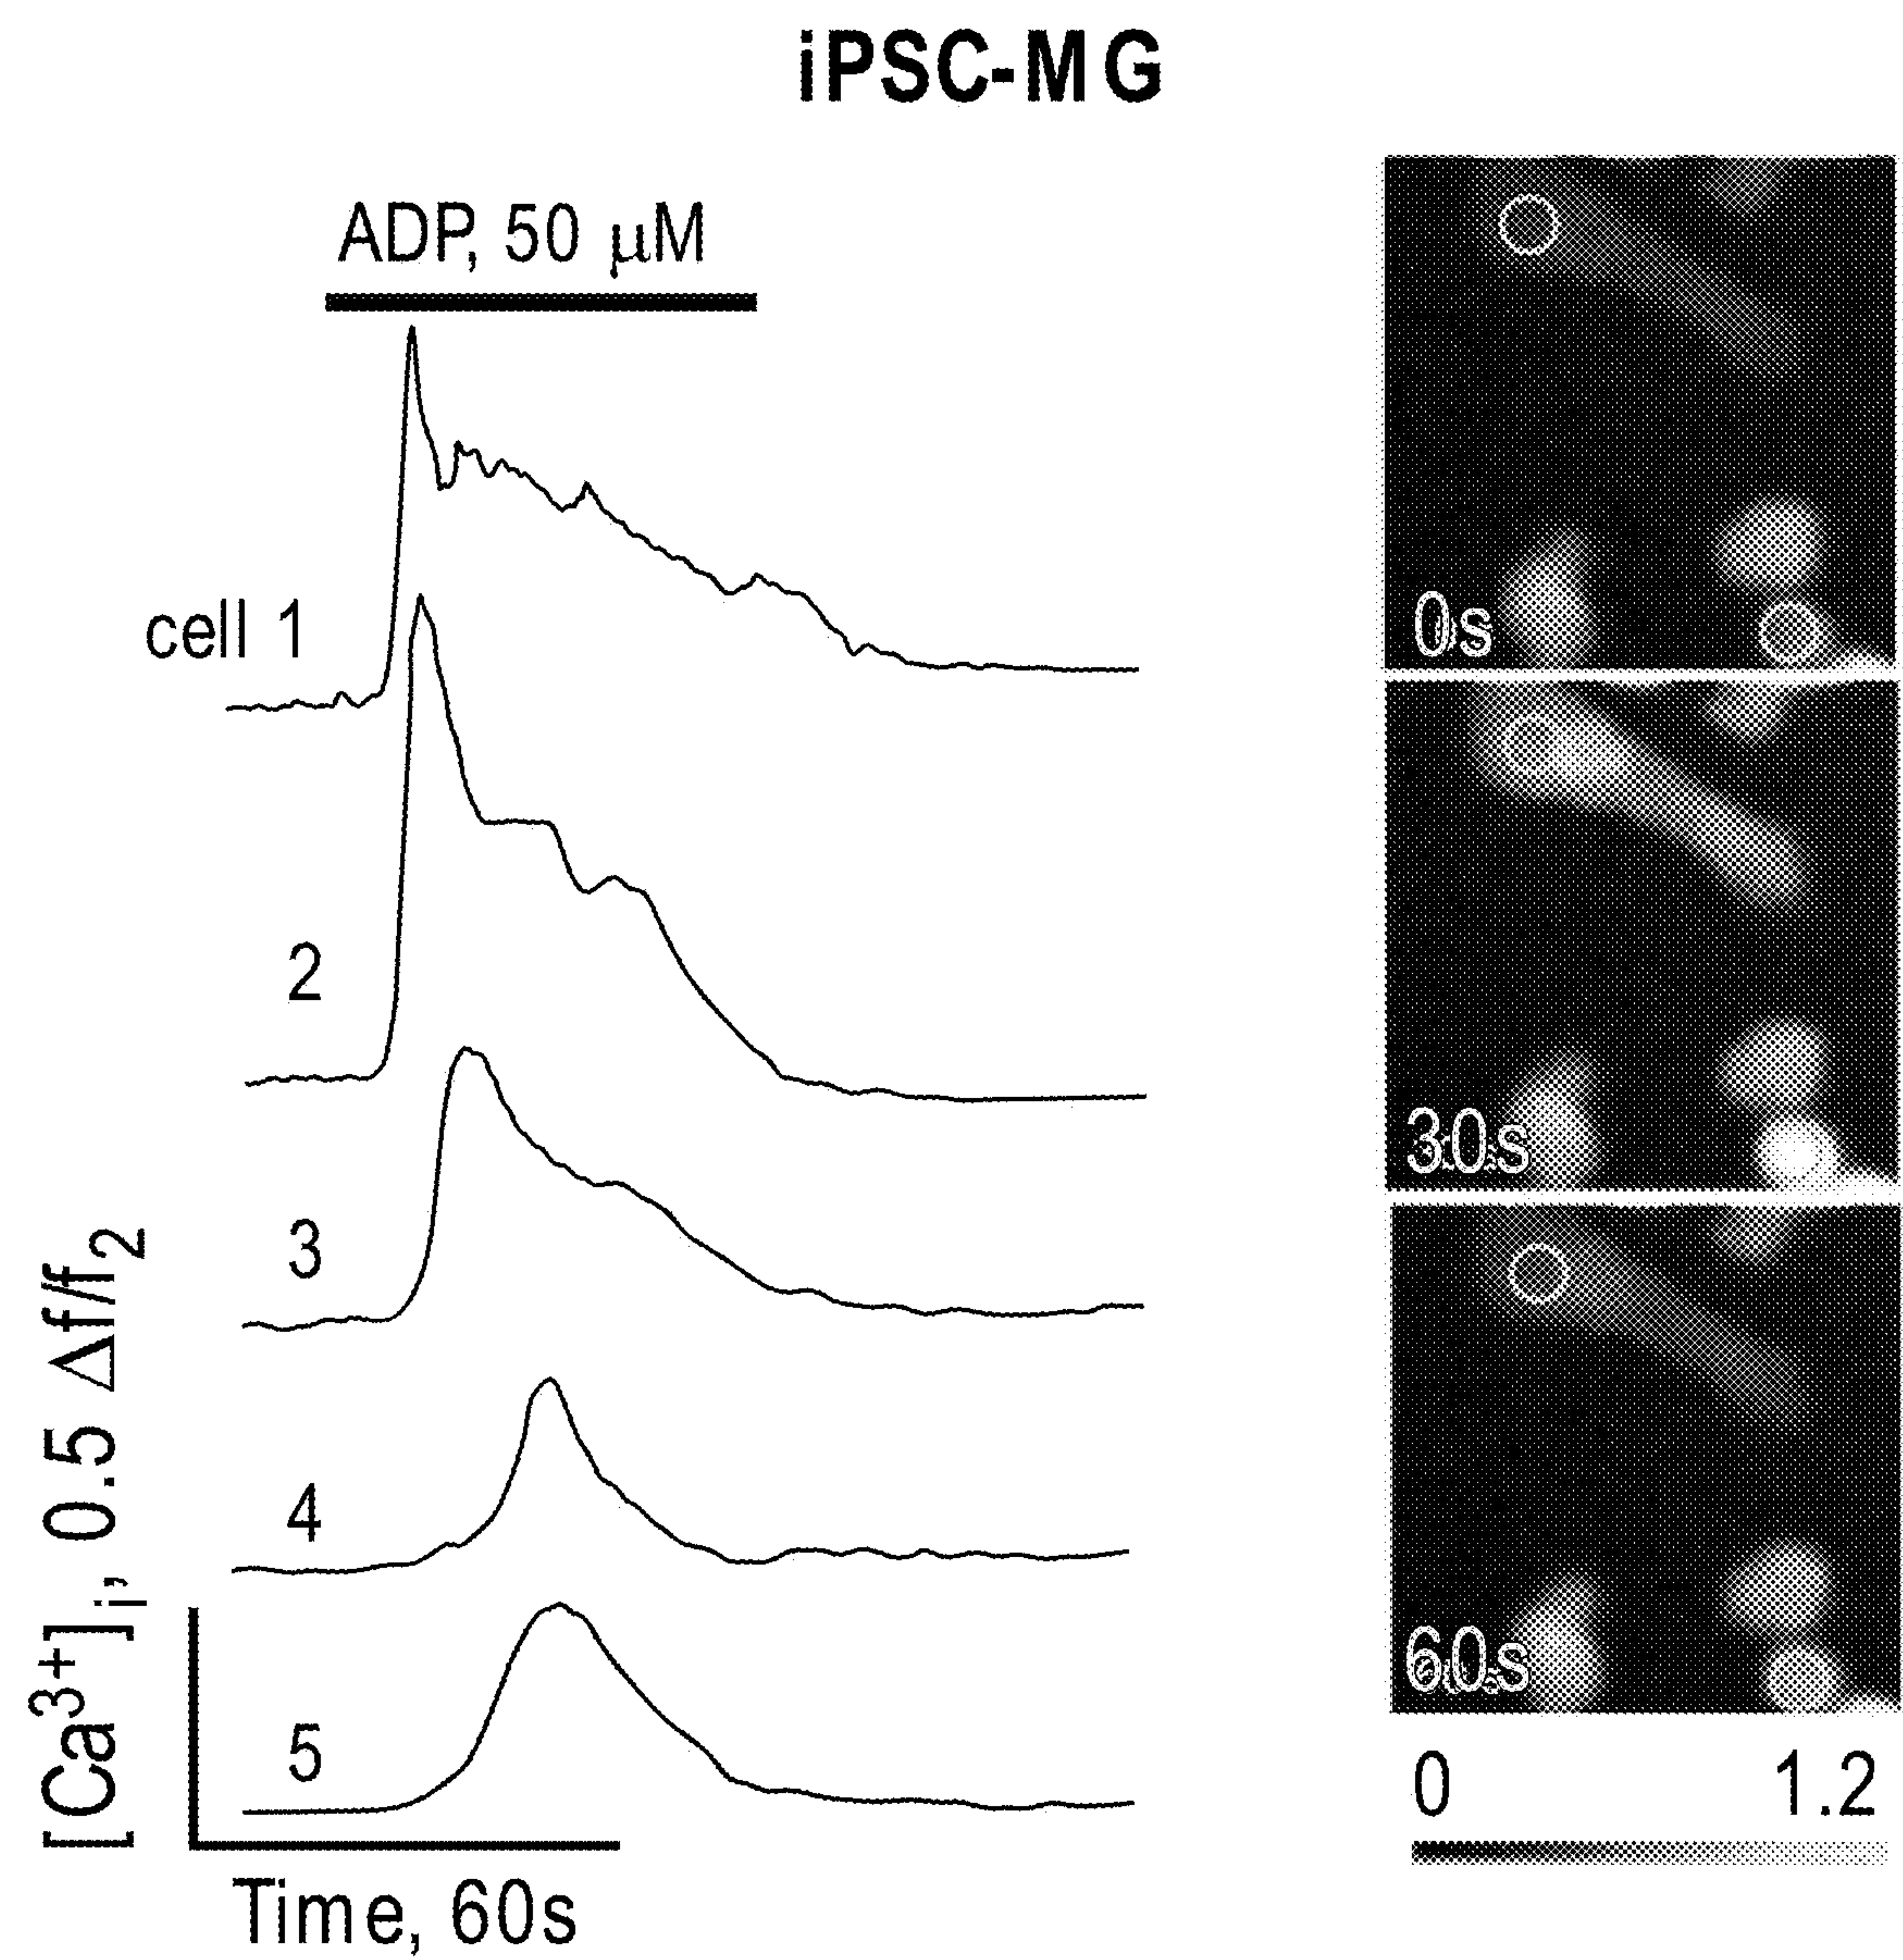 iPSC-MG
ADP, 50 μM
cell 1
2
3
4
5
[Ca³⁺]ᵢ, 0.5 Δf/f₂
Time, 60s
0s
30s
60s
0 1.2